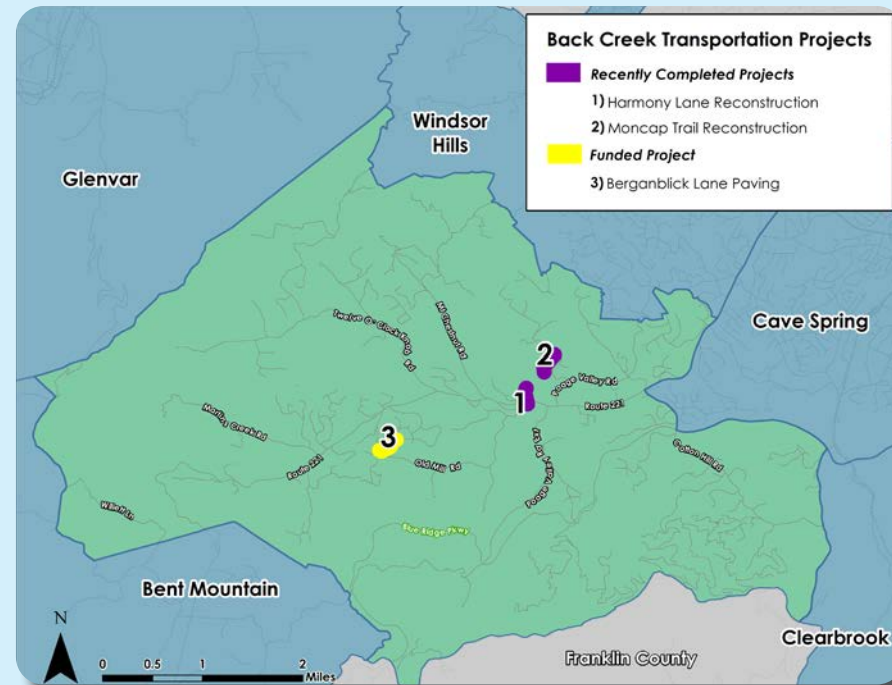 Back Creek Transportation Projects
Recently Completed Projects
1) Harmony Lane Reconstruction
2) Moncap Trail Reconstruction
Funded Project
3) Berganblick Lane Paving
Windsor
Hills
Glenvar
Cave Spring
Twelve O- Clock Knob
Rd
Mt Chestnut Rd
2
Poage Valley Rd
1
Route 221
Martins Creek Rd
3
Route 221
Old Mill Rd
Poage Valley Rd Ext
Cotton Hill Rd
Willett Ln
Blue Ridge Pkwy
Bent Mountain
Clearbrook
Franklin County
N
0 0.5 1 2
Miles